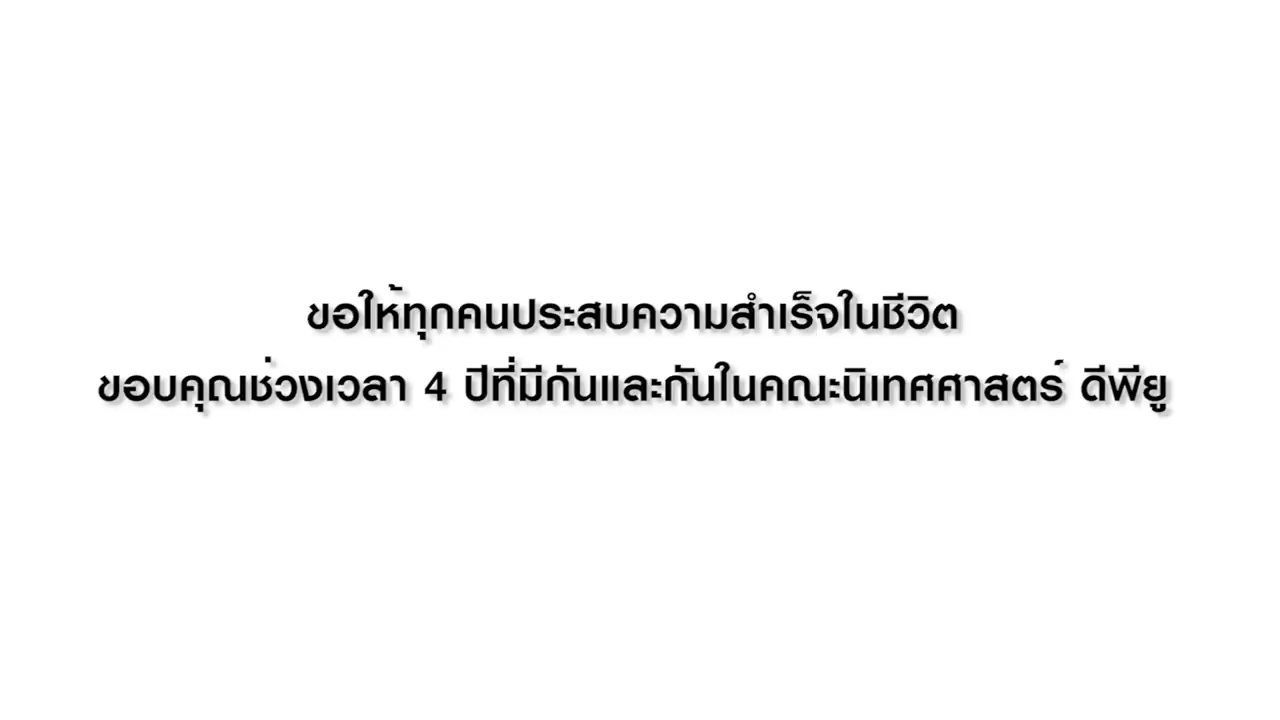 ขอให้ทุกคนประสบความสำเร็จในชีวิต
ขอบคุณช่วงเวลา 4 ปีที่มีกันและกันในคณะนิเทศศาสตร์ ดีพียู